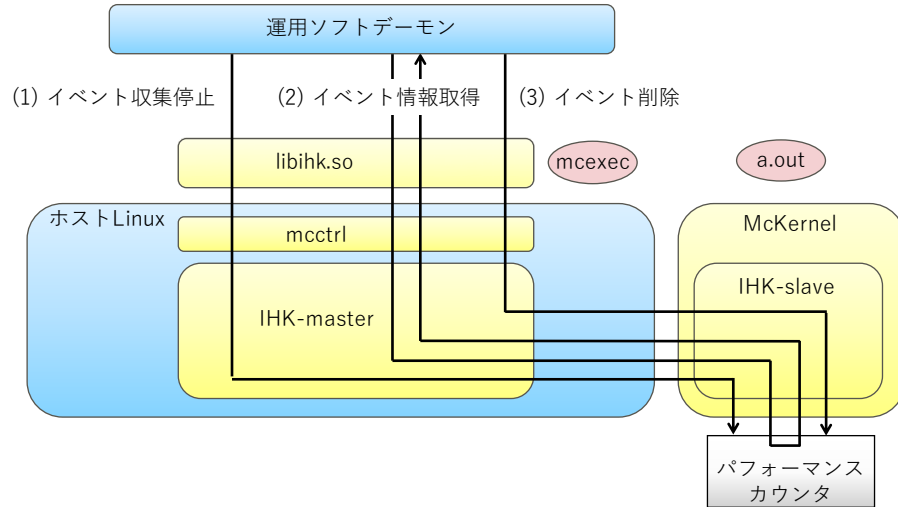 運用ソフトデーモン
(1) イベント収集停止
(2) イベント情報取得
(3) イベント削除
libihk.so
mcexec
a.out
ホストLinux
mcctrl
McKernel
IHK-master
IHK-slave
パフォーマンス
カウンタ